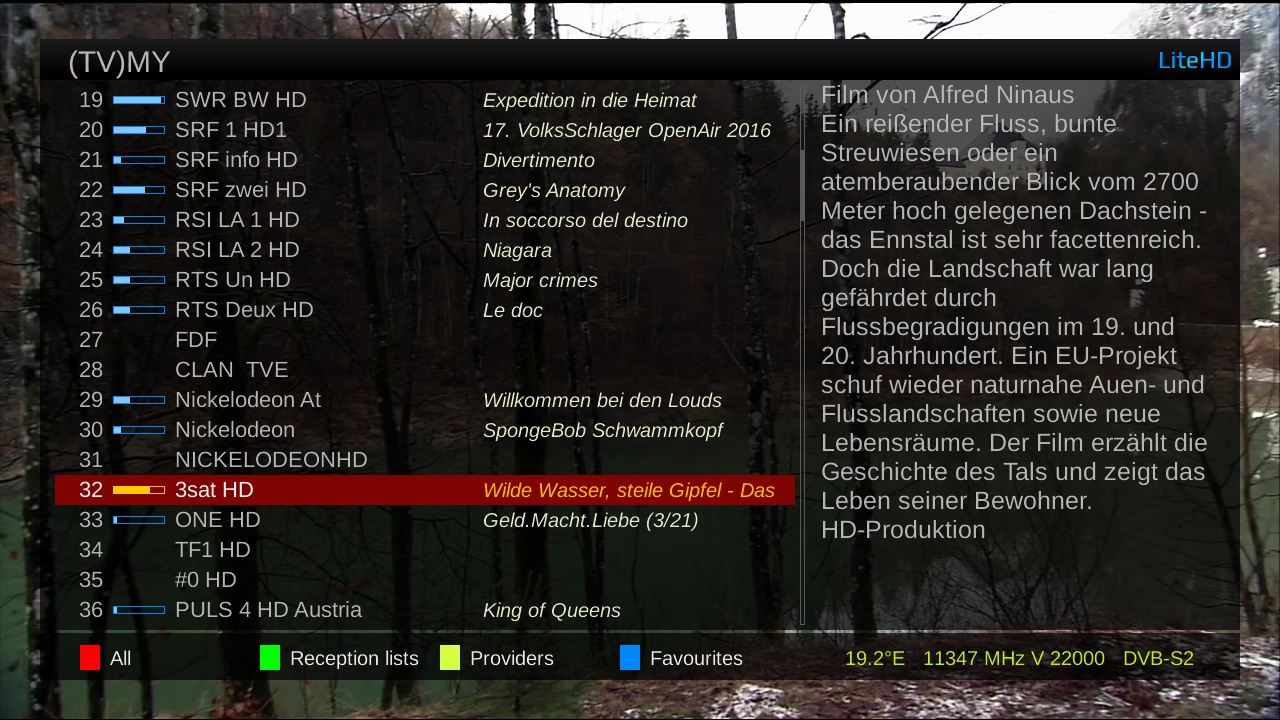 (TV)MY
LiteHD
19 SWR BW HD Expedition in die Heimat
20 SRF 1 HD1 17. VolksSchlager OpenAir 2016
21 SRF info HD Divertimento
22 SRF zwei HD Grey's Anatomy
23 RSI LA 1 HD In soccorso del destino
24 RSI LA 2 HD Niagara
25 RTS Un HD Major crimes
26 RTS Deux HD Le doc
27 FDF
28 CLAN TVE
29 Nickelodeon At Willkommen bei den Louds
30 Nickelodeon SpongeBob Schwammkopf
31 NICKELODEONHD
32 3sat HD Wilde Wasser, steile Gipfel - Das
33 ONE HD Geld.Macht.Liebe (3/21)
34 TF1 HD
35 #0 HD
36 PULS 4 HD Austria King of Queens
Film von Alfred Ninaus
Ein reißender Fluss, bunte
Streuwiesen oder ein
atemberaubender Blick vom 2700
Meter hoch gelegenen Dachstein -
das Ennstal ist sehr facettenreich.
Doch die Landschaft war lang
gefährdet durch
Flussbegradigungen im 19. und
20. Jahrhundert. Ein EU-Projekt
schuf wieder naturnahe Auen- und
Flusslandschaften sowie neue
Lebensräume. Der Film erzählt die
Geschichte des Tals und zeigt das
Leben seiner Bewohner.
HD-Produktion
All Reception lists Providers Favourites 19.2°E 11347 MHz V 22000 DVB-S2